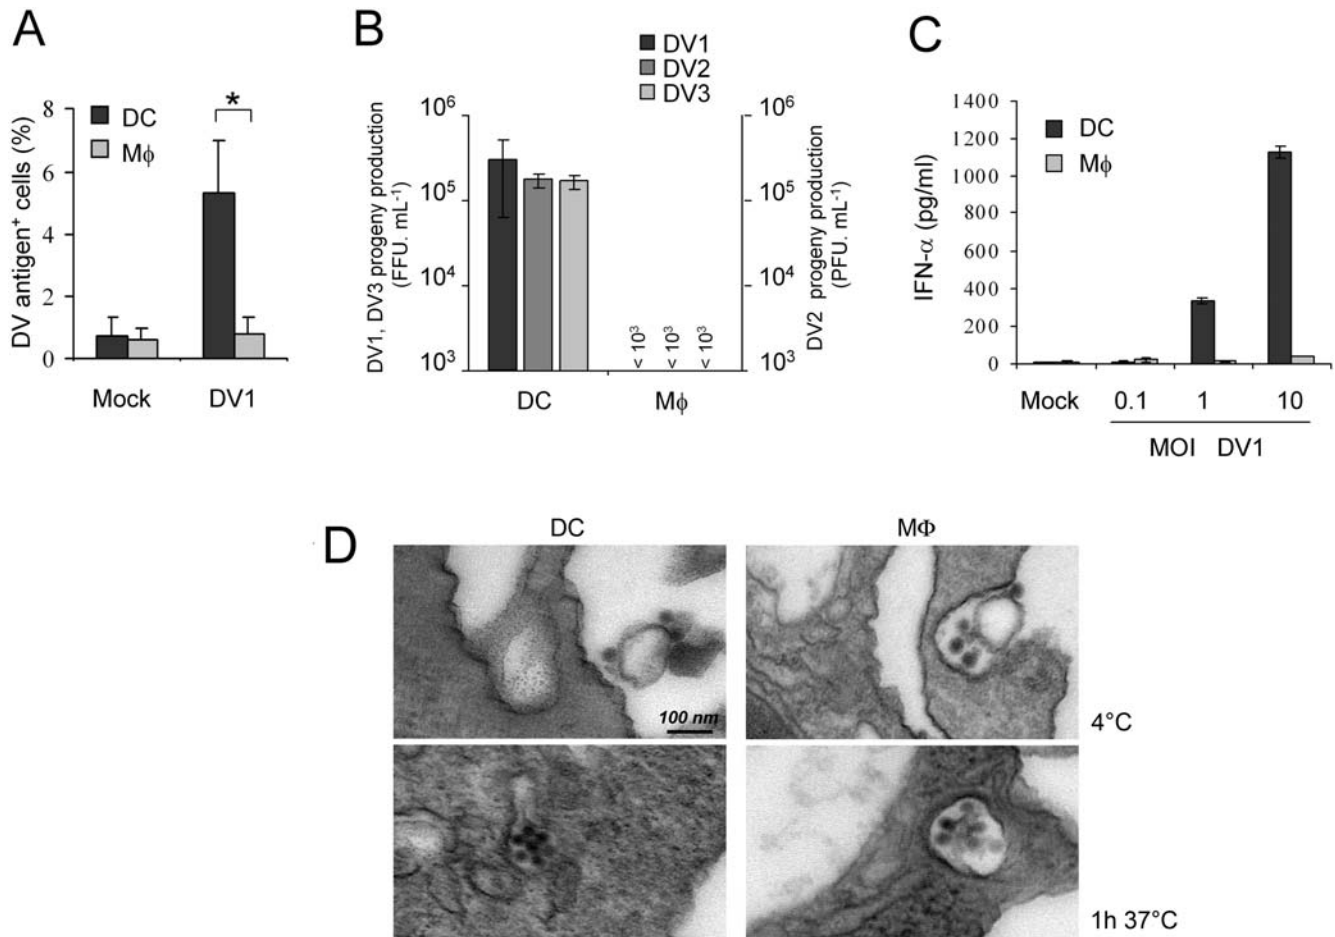 A
DV antigen⁺ cells (%)
8
6
4
2
0
DC
Mϕ
*
Mock
DV1
B
DV1
DV2
DV3
DV1, DV3 progeny production
(FFU. mL⁻¹)
10⁶
10⁵
10⁴
10³
< 10³
< 10³
< 10³
10⁶
10⁵
10⁴
10³
DV2 progeny production
(PFU. mL⁻¹)
DC
Mϕ
C
IFN-α (pg/ml)
1400
1200
1000
800
600
400
200
0
DC
Mϕ
Mock
0.1
1
10
MOI DV1
D
DC
MΦ
100 nm
4°C
1h 37°C